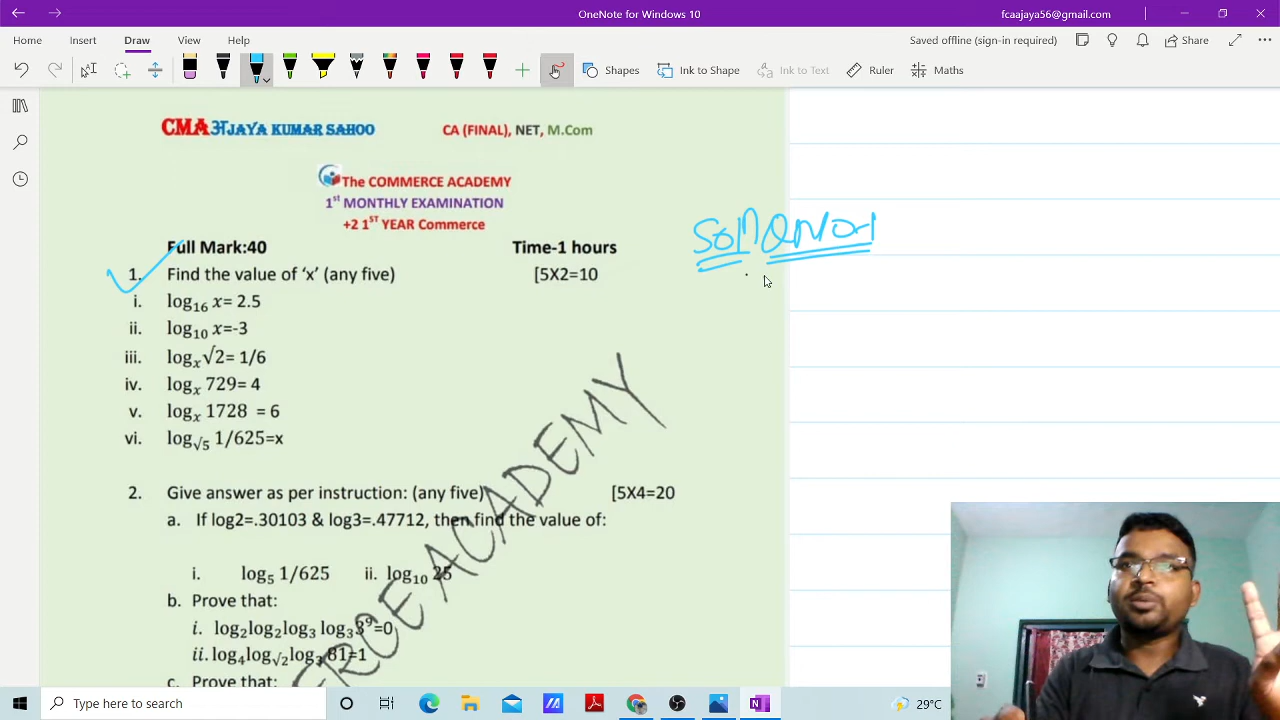 OneNote for Windows 10
fcaajaya56@gmail.com
Home Insert Draw View Help
Saved offline (sign-in required)
Share
Shapes Ink to Shape Ink to Text Ruler Maths
CMA अJAYA KUMAR SAHOO CA (FINAL), NET, M.Com
The COMMERCE ACADEMY
1ST MONTHLY EXAMINATION
+2 1ST YEAR Commerce
Full Mark:40 Time-1 hours
Solⁿ QNO-1
1. Find the value of ‘x’ (any five) [5X2=10
i. log₁₆ x= 2.5
ii. log₁₀ x=-3
iii. logₓ√2= 1/6
iv. logₓ 729= 4
v. logₓ 1728 = 6
vi. log√₅ 1/625=x
2. Give answer as per instruction: (any five) [5X4=20
a. If log2=.30103 & log3=.47712, then find the value of:
i. log₅ 1/625 ii. log₁₀ 25
b. Prove that:
i. log₂log₂log₃ log₃3⁹=0
ii. log₄log√₂log₃ 81=1
c. Prove that:
ERCE ACADEMY
Type here to search
29°C